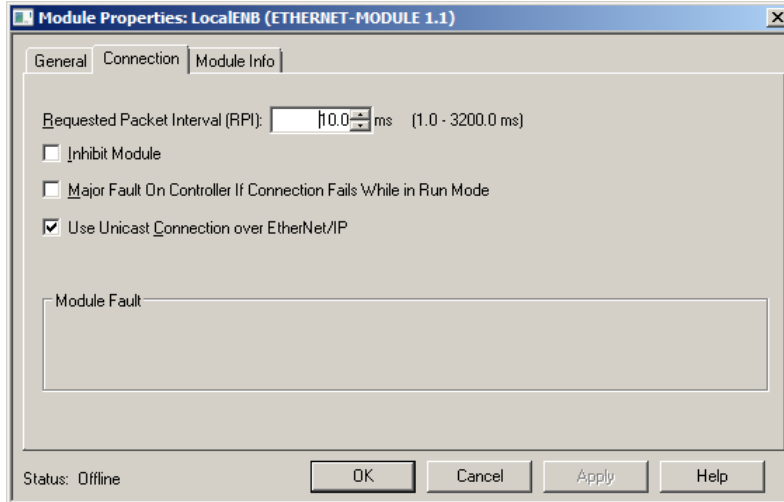 Module Properties: LocalENB (ETHERNET-MODULE 1.1)
General Connection Module Info
Requested Packet Interval (RPI): 10.0 ms (1.0 - 3200.0 ms)
Inhibit Module
Major Fault On Controller If Connection Fails While in Run Mode
Use Unicast Connection over EtherNet/IP
Module Fault
Status: Offline OK Cancel Apply Help